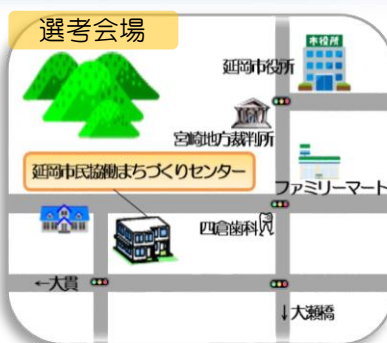 選考会場
市役所
延岡市役所
宮崎地方裁判所
延岡市民協働まちづくりセンター
ファミリーマート
四倉歯科
←大貫
↓大瀬橋